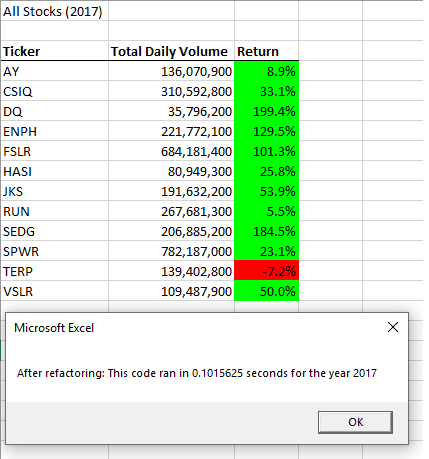 All Stocks (2017)
Ticker Total Daily Volume Return
AY 136,070,900 8.9%
CSIQ 310,592,800 33.1%
DQ 35,796,200 199.4%
ENPH 221,772,100 129.5%
FSLR 684,181,400 101.3%
HASI 80,949,300 25.8%
JKS 191,632,200 53.9%
RUN 267,681,300 5.5%
SEDG 206,885,200 184.5%
SPWR 782,187,000 23.1%
TERP 139,402,800 -7.2%
VSLR 109,487,900 50.0%
Microsoft Excel
After refactoring: This code ran in 0.1015625 seconds for the year 2017
OK